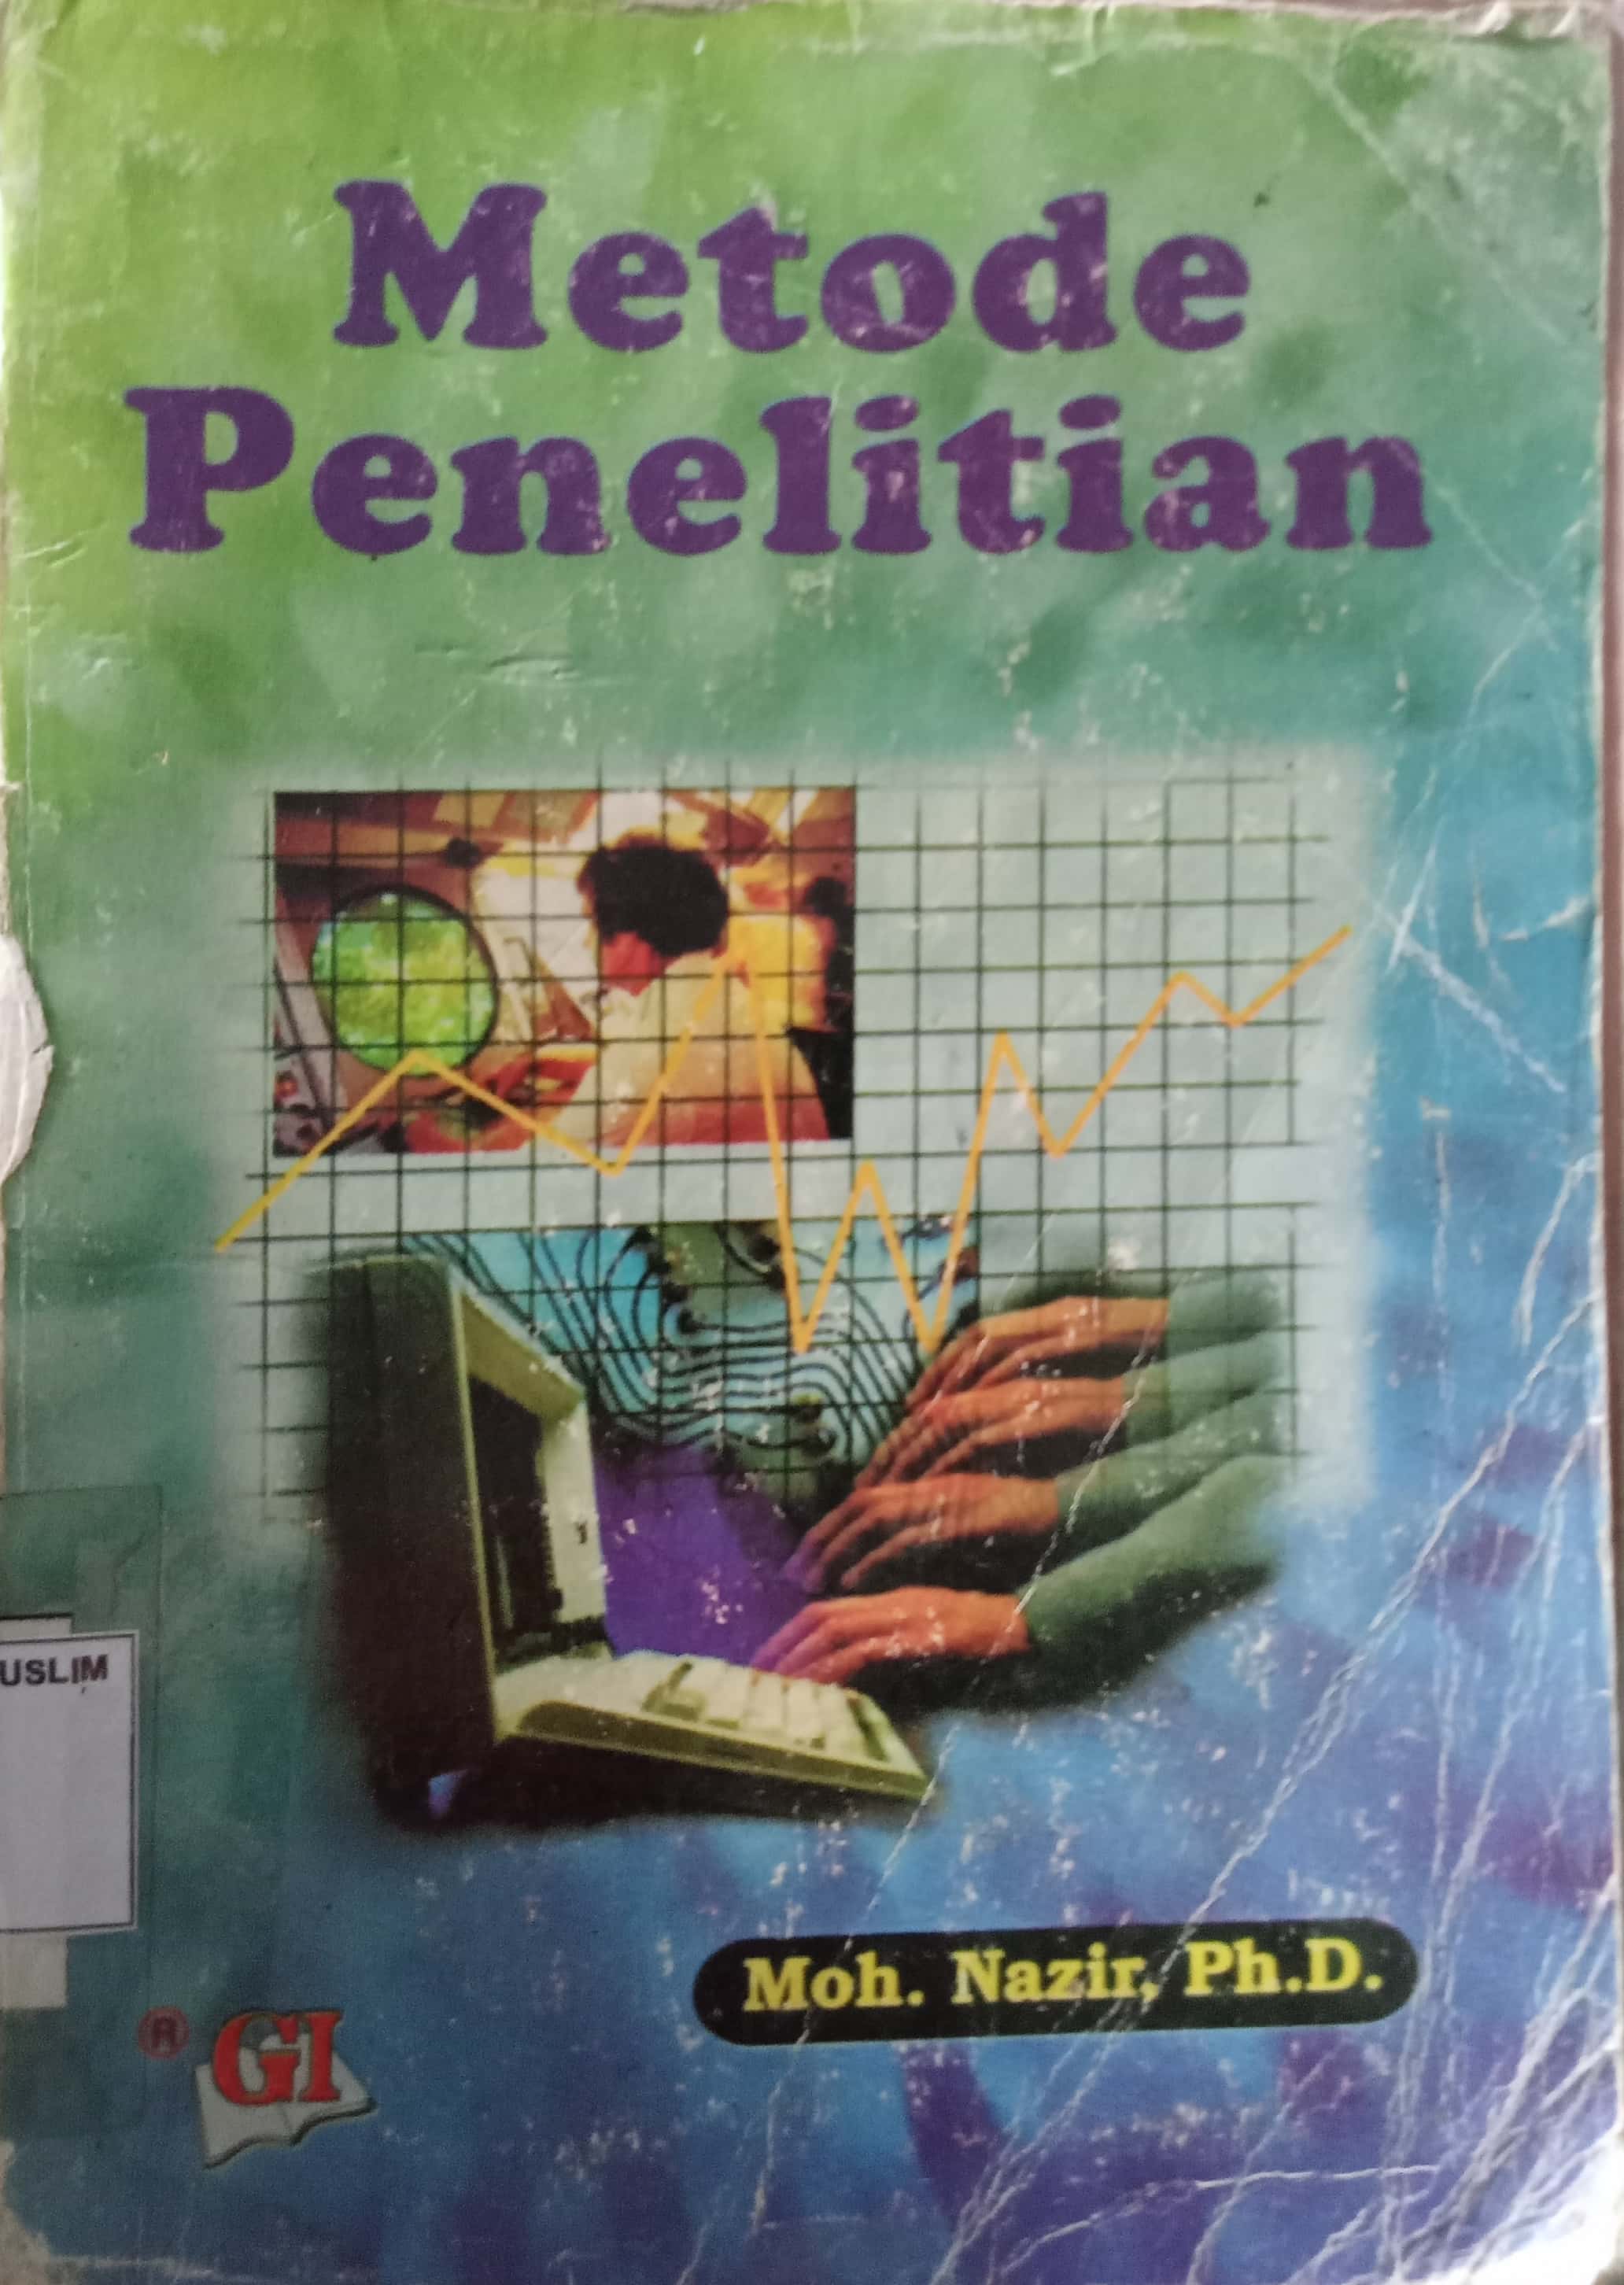 Metode
Penelitian
USLIM
Moh. Nazir, Ph.D.
® GI